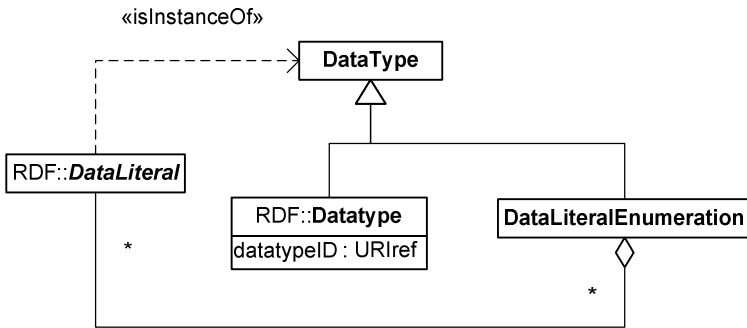 «isInstanceOf»
DataType
RDF::DataLiteral
RDF::Datatype
datatypeID : URIref
DataLiteralEnumeration
*
*